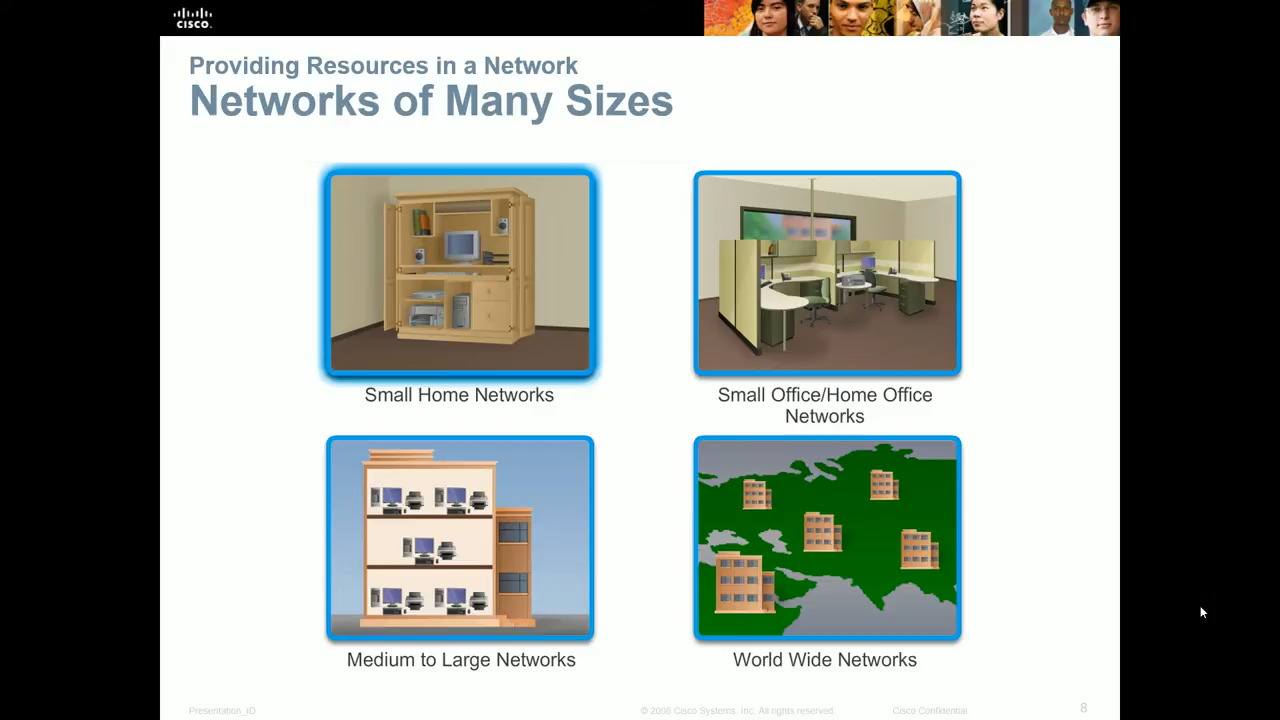 CISCO.
Providing Resources in a Network
Networks of Many Sizes
Small Home Networks
Small Office/Home Office
Networks
Medium to Large Networks
World Wide Networks
Presentation_ID
© 2008 Cisco Systems, Inc. All rights reserved.
Cisco Confidential
8